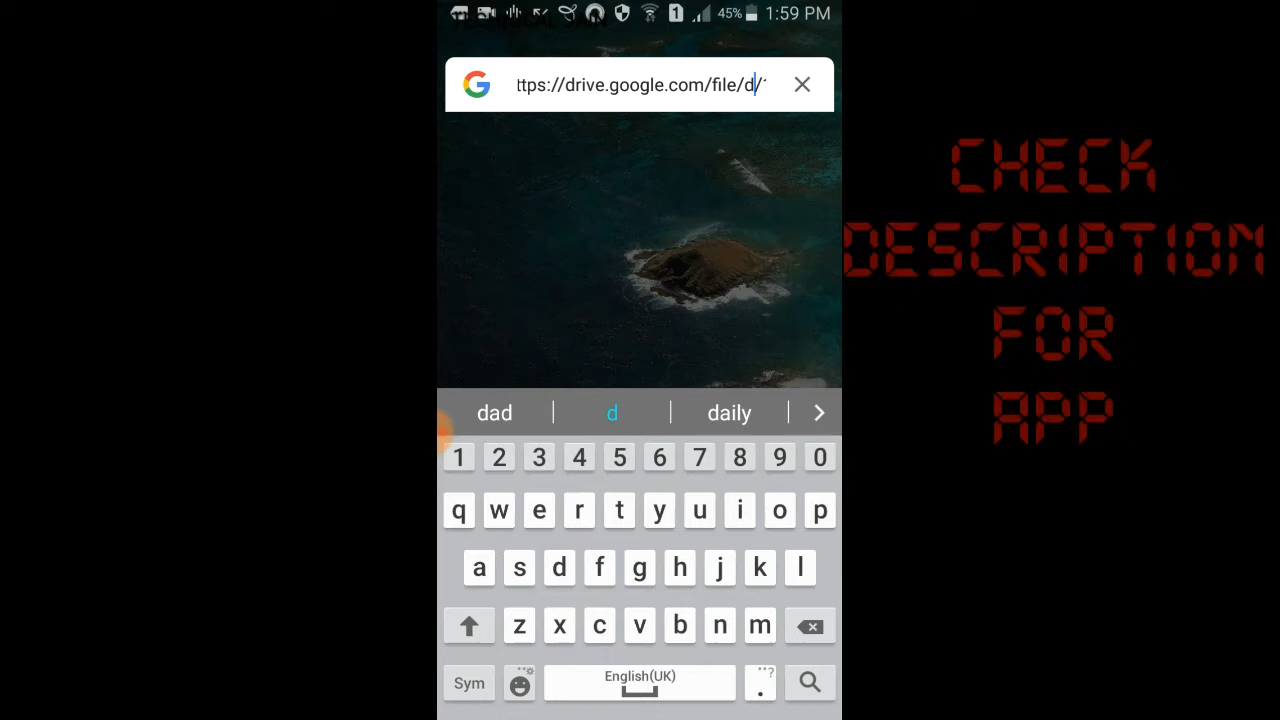 1 45% 1:59 PM
ttps://drive.google.com/file/d/
dad d daily
1 2 3 4 5 6 7 8 9 0
q w e r t y u i o p
a s d f g h j k l
z x c v b n m
Sym English(UK) . ?
CHECK
DESCRIPTION
FOR
APP